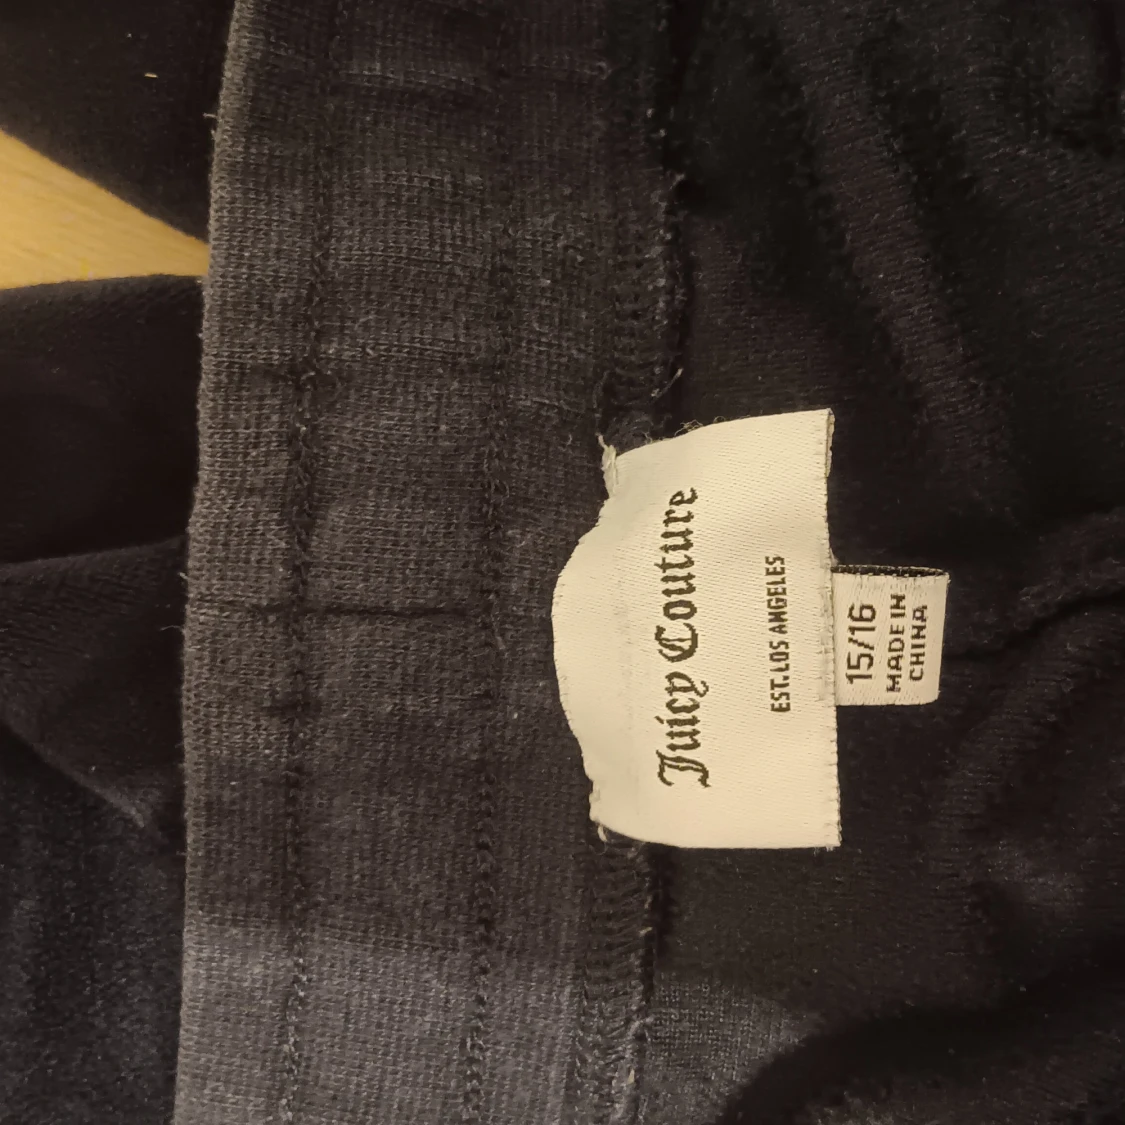 Juicy Couture
EST. LOS ANGELES
15/16
MADE IN
CHINA